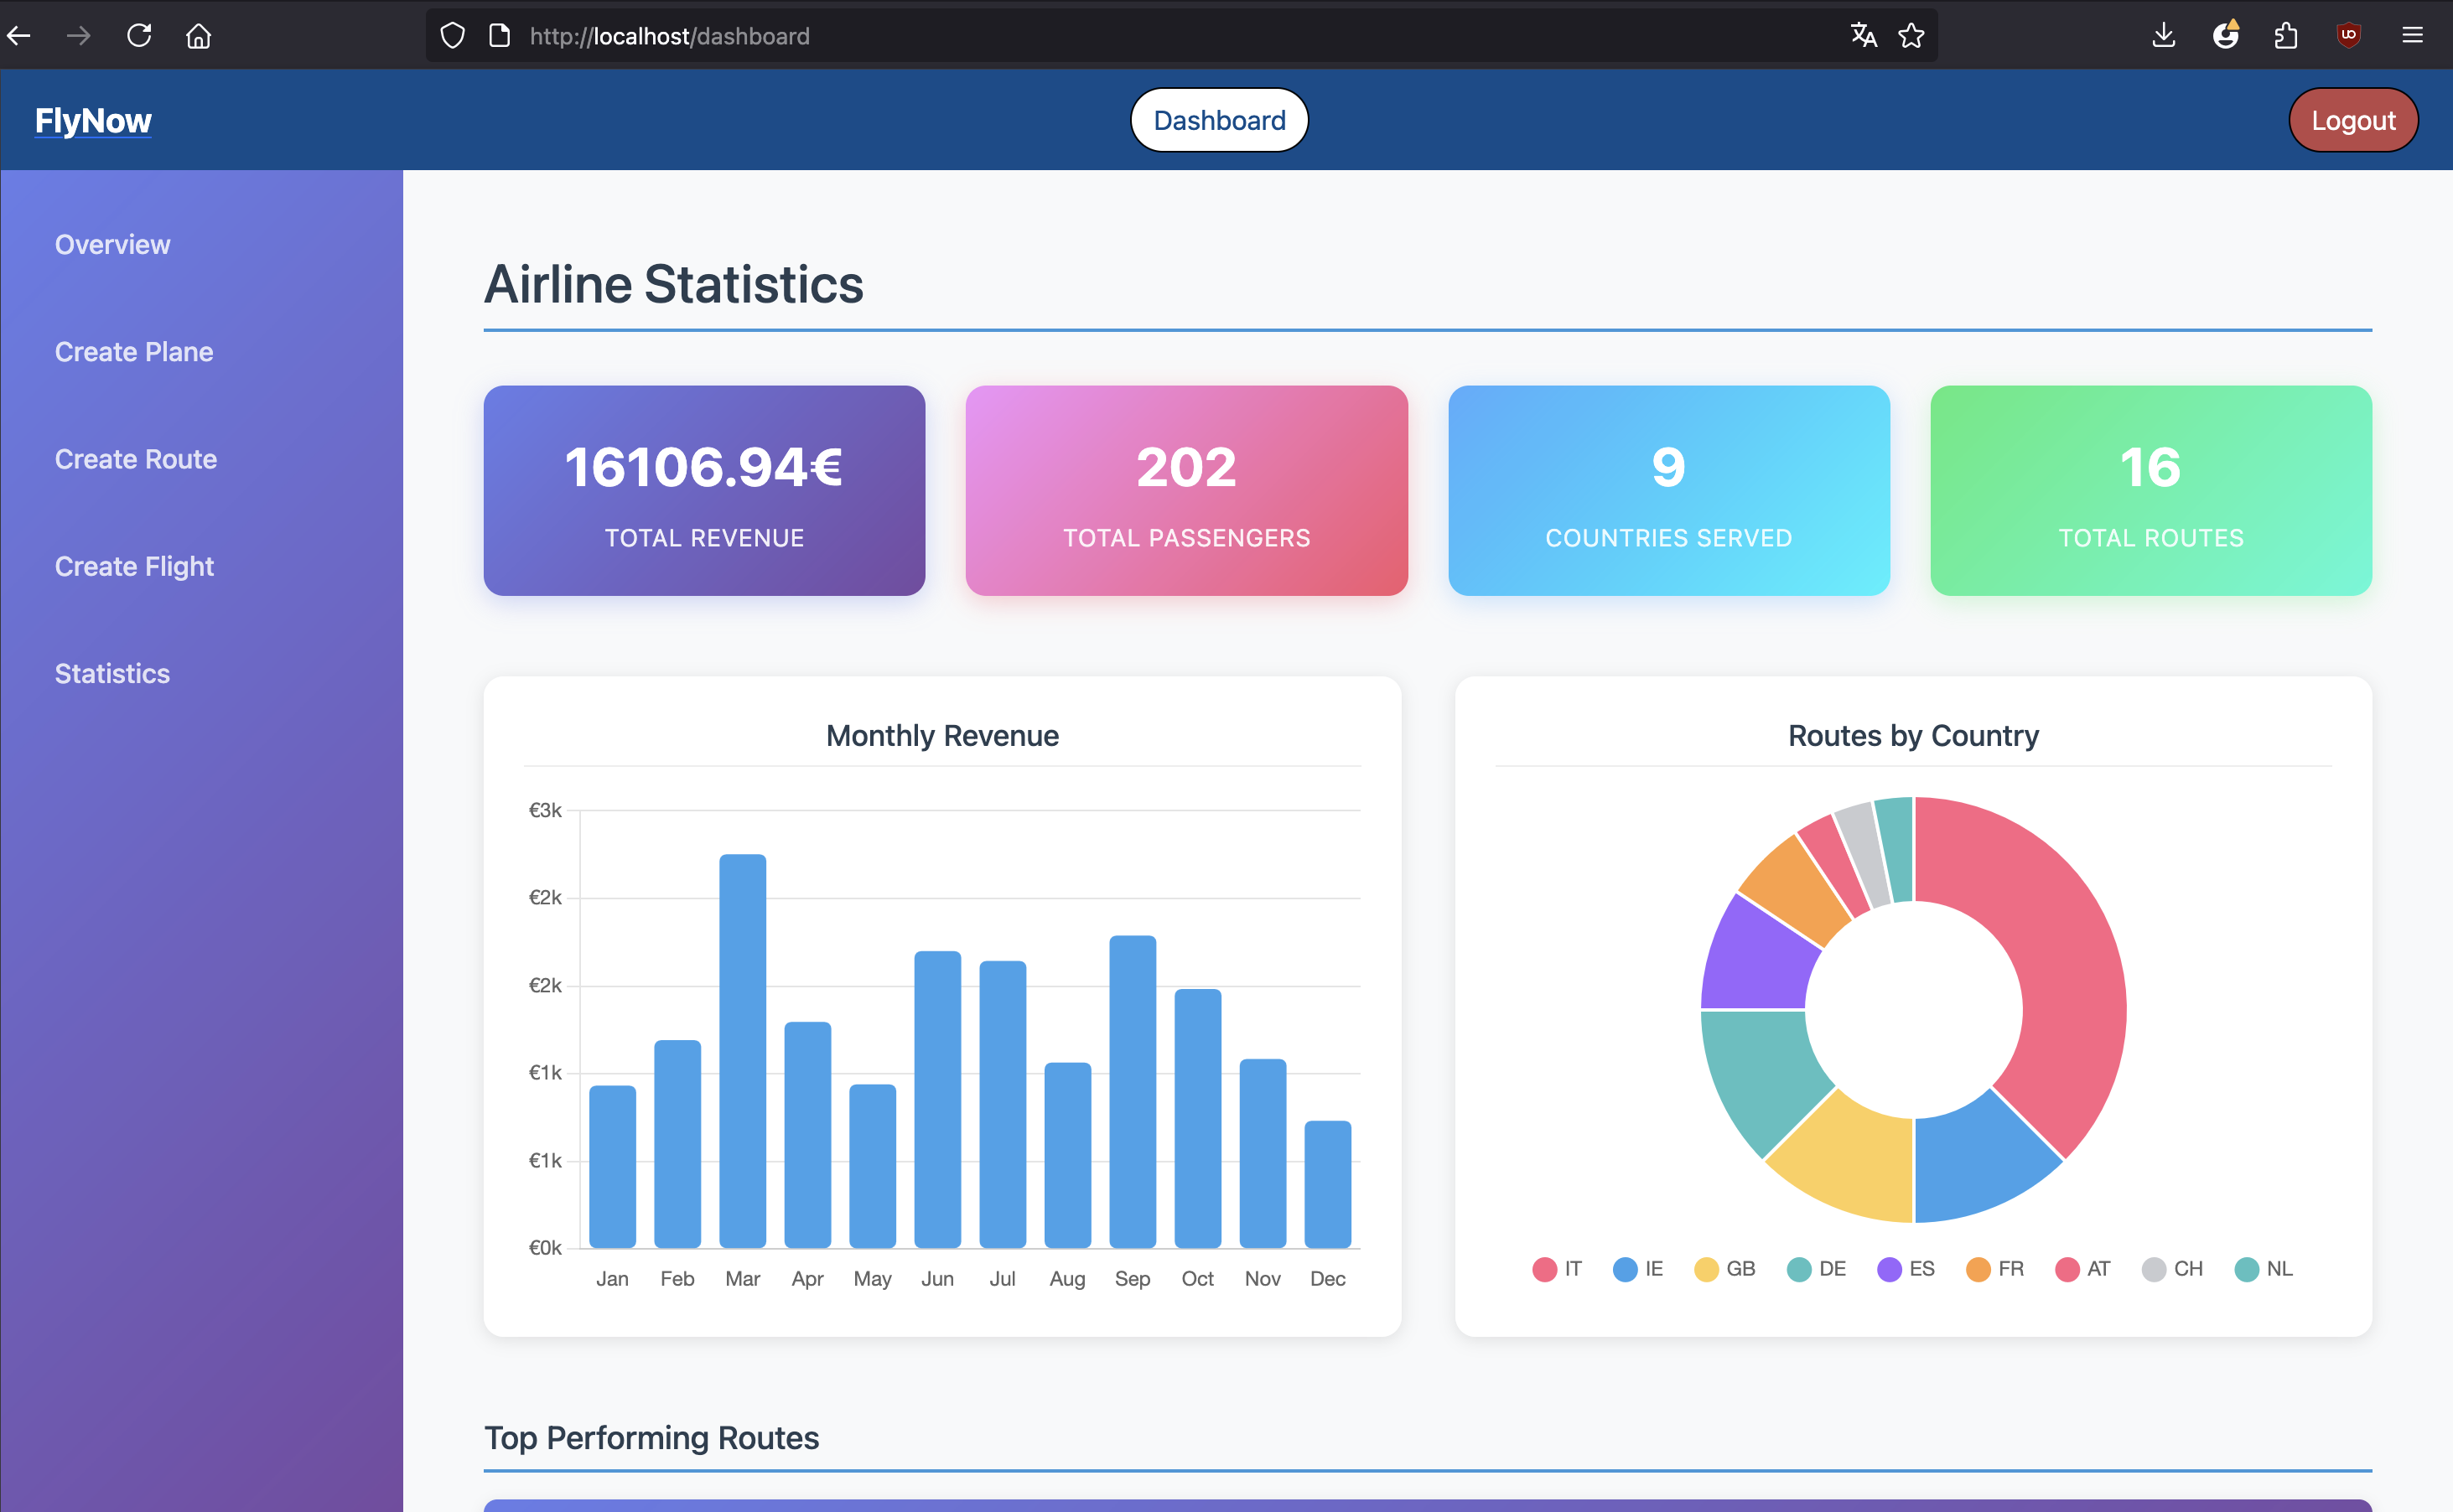 http://localhost/dashboard
FlyNow
Dashboard
Logout
Overview
Create Plane
Create Route
Create Flight
Statistics
Airline Statistics
16106.94€
TOTAL REVENUE
202
TOTAL PASSENGERS
9
COUNTRIES SERVED
16
TOTAL ROUTES
Monthly Revenue
€3k
€2k
€2k
€1k
€1k
€0k
Jan Feb Mar Apr May Jun Jul Aug Sep Oct Nov Dec
Routes by Country
IT IE GB DE ES FR AT CH NL
Top Performing Routes